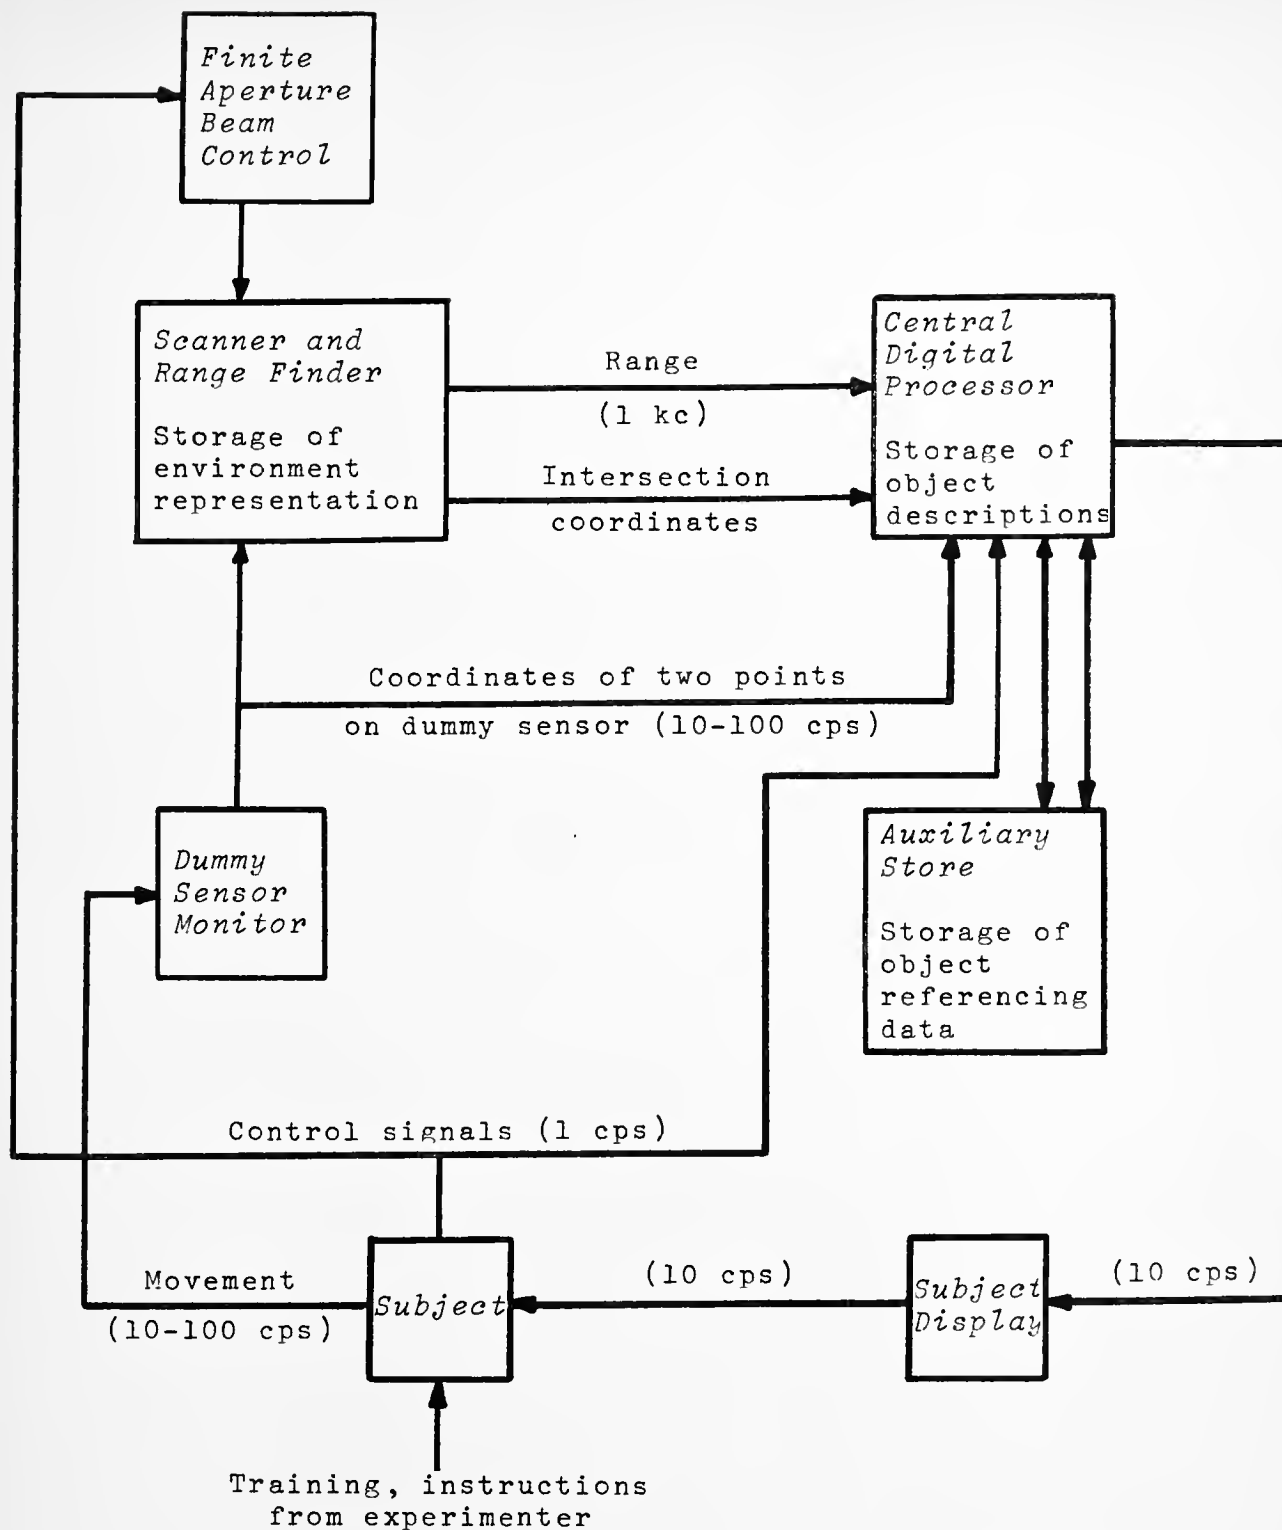 Finite
Aperture
Beam
Control
Scanner and
Range Finder
Storage of
environment
representation
Range
(1 kc)
Intersection
coordinates
Central
Digital
Processor
Storage of
object
descriptions
Coordinates of two points
on dummy sensor (10-100 cps)
Dummy
Sensor
Monitor
Auxiliary
Store
Storage of
object
referencing
data
Control signals (1 cps)
Movement
(10-100 cps)
Subject
(10 cps)
Subject
Display
(10 cps)
Training, instructions
from experimenter